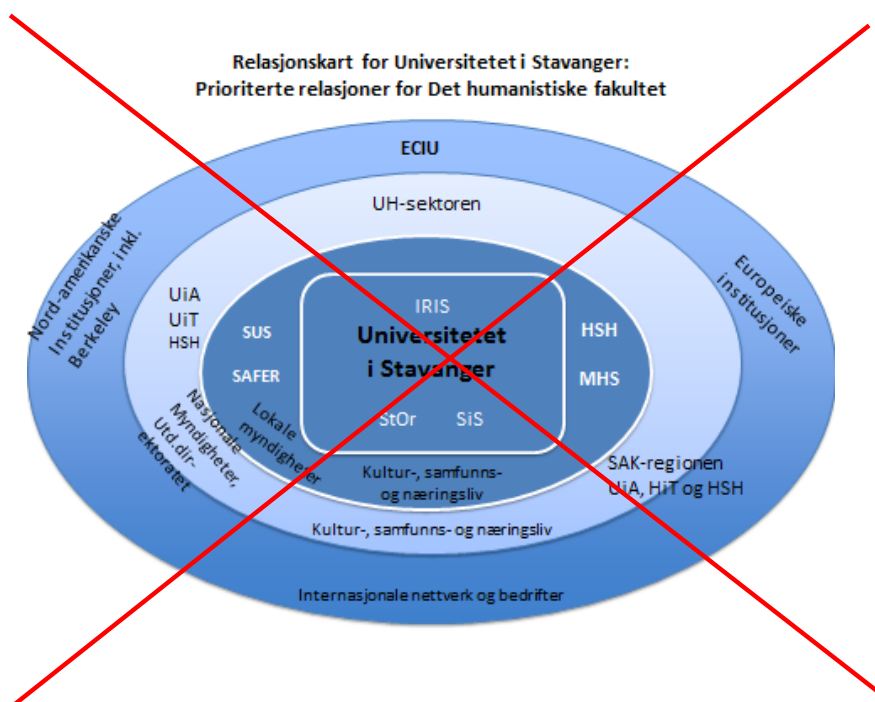 Relasjonskart for Universitetet i Stavanger:
Prioriterte relasjoner for Det humanistiske fakultet
ECIU
UH-sektoren
Nord-amerikanske
Institusjoner, inkl.
Berkeley
Europeiske
institusjoner
UiA
UiT
HSH
SUS
SAFER
IRIS
Universitetet
i Stavanger
StOr
SiS
HSH
MHS
Lokale
myndigheter
Nasjonale
Myndigheter,
Utd.dir-
ektoratet
Kultur-, samfunns-
og næringsliv
SAK-regionen
UiA, HiT og HSH
Kultur-, samfunns- og næringsliv
Internasjonale nettverk og bedrifter